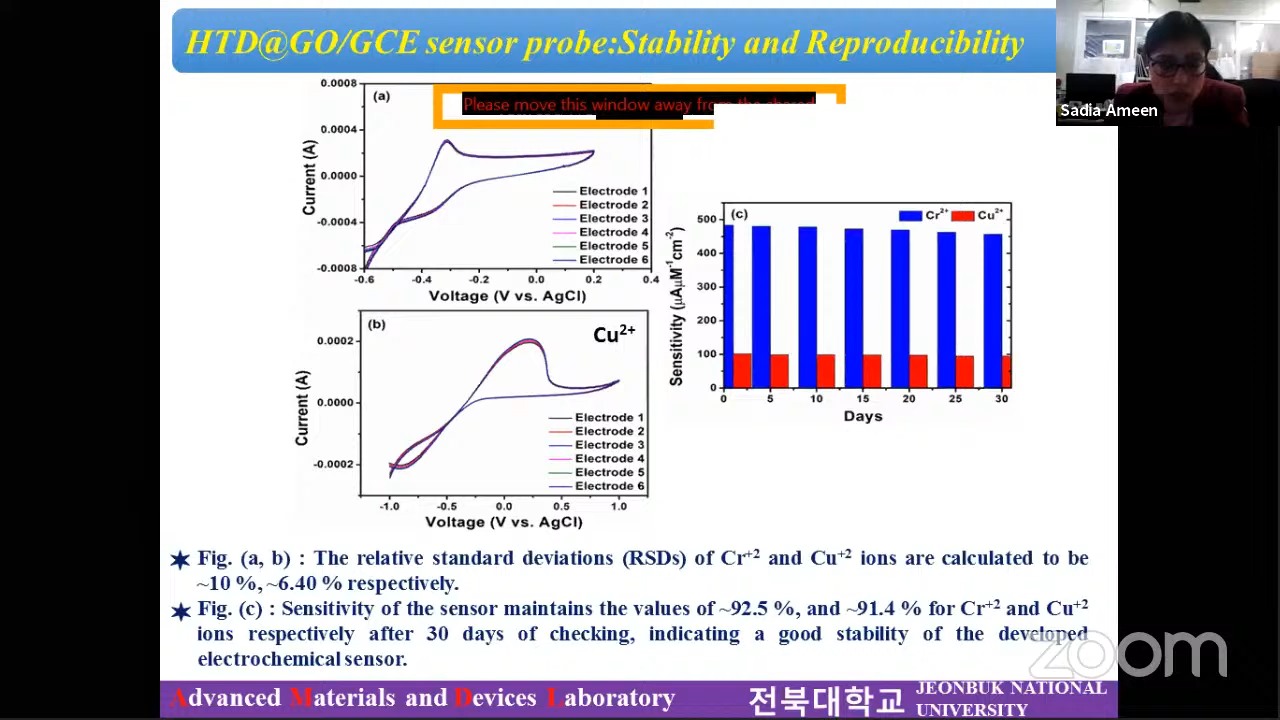 HTD@GO/GCE sensor probe:Stability and Reproducibility
Sadia Ameen
Please move this window away from the shared
(a)
0.0008
0.0004
0.0000
-0.0004
-0.0008
Current (A)
Electrode 1
Electrode 2
Electrode 3
Electrode 4
Electrode 5
Electrode 6
-0.6 -0.4 -0.2 0.0 0.2 0.4
Voltage (V vs. AgCl)
(b)
Cu²⁺
0.0002
0.0000
-0.0002
Current (A)
Electrode 1
Electrode 2
Electrode 3
Electrode 4
Electrode 5
Electrode 6
-1.0 -0.5 0.0 0.5 1.0
Voltage (V vs. AgCl)
(c)
Cr²⁺ Cu²⁺
500
400
300
200
100
0
Sensitivity (µAµM⁻¹cm⁻²)
0 5 10 15 20 25 30
Days
Fig. (a, b) : The relative standard deviations (RSDs) of Cr⁺² and Cu⁺² ions are calculated to be
~10 %, ~6.40 % respectively.
Fig. (c) : Sensitivity of the sensor maintains the values of ~92.5 %, and ~91.4 % for Cr⁺² and Cu⁺²
ions respectively after 30 days of checking, indicating a good stability of the developed
electrochemical sensor.
zoom
Advanced Materials and Devices Laboratory
전북대학교
JEONBUK NATIONAL
UNIVERSITY